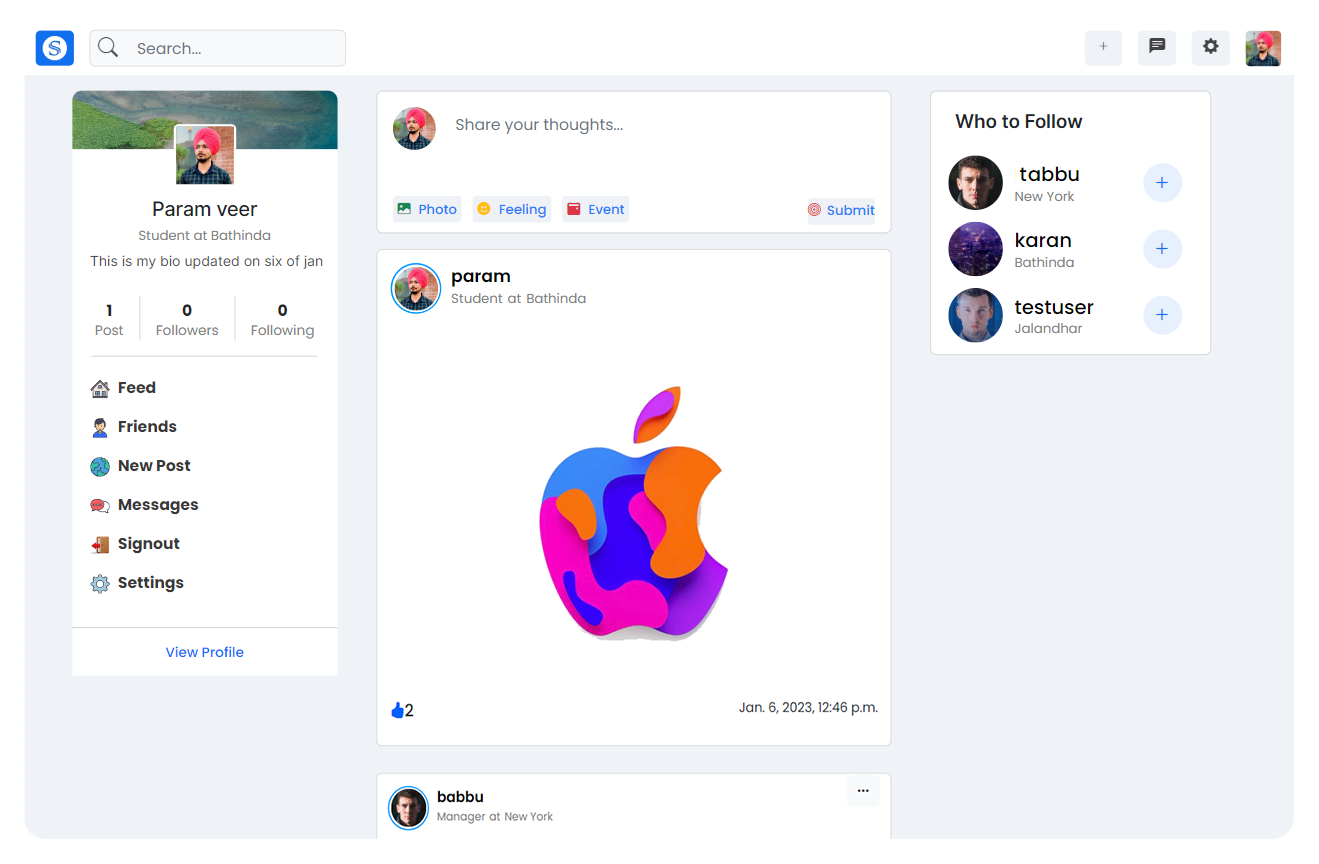 S
Search...
+
Param veer
Student at Bathinda
This is my bio updated on six of jan
1 0 0
Post Followers Following
Feed
Friends
New Post
Messages
Signout
Settings
View Profile
Share your thoughts...
Photo Feeling Event Submit
param
Student at Bathinda
2
Jan. 6, 2023, 12:46 p.m.
babbu
Manager at New York
...
Who to Follow
tabbu
New York
+
karan
Bathinda
+
testuser
Jalandhar
+